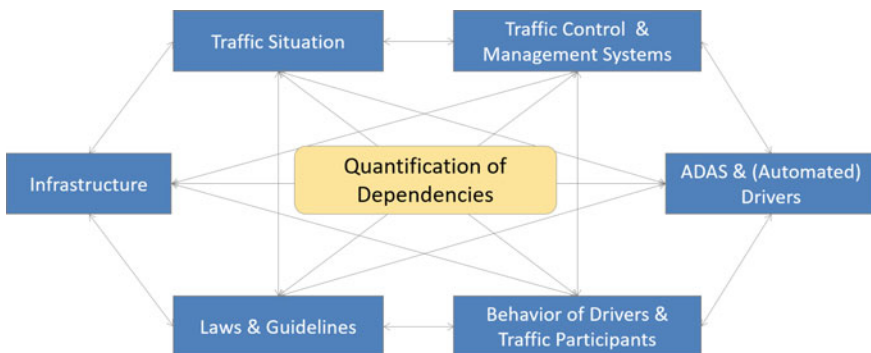 Traffic Situation
Traffic Control &
Management Systems
Infrastructure
Quantification of
Dependencies
ADAS & (Automated)
Drivers
Laws & Guidelines
Behavior of Drivers &
Traffic Participants